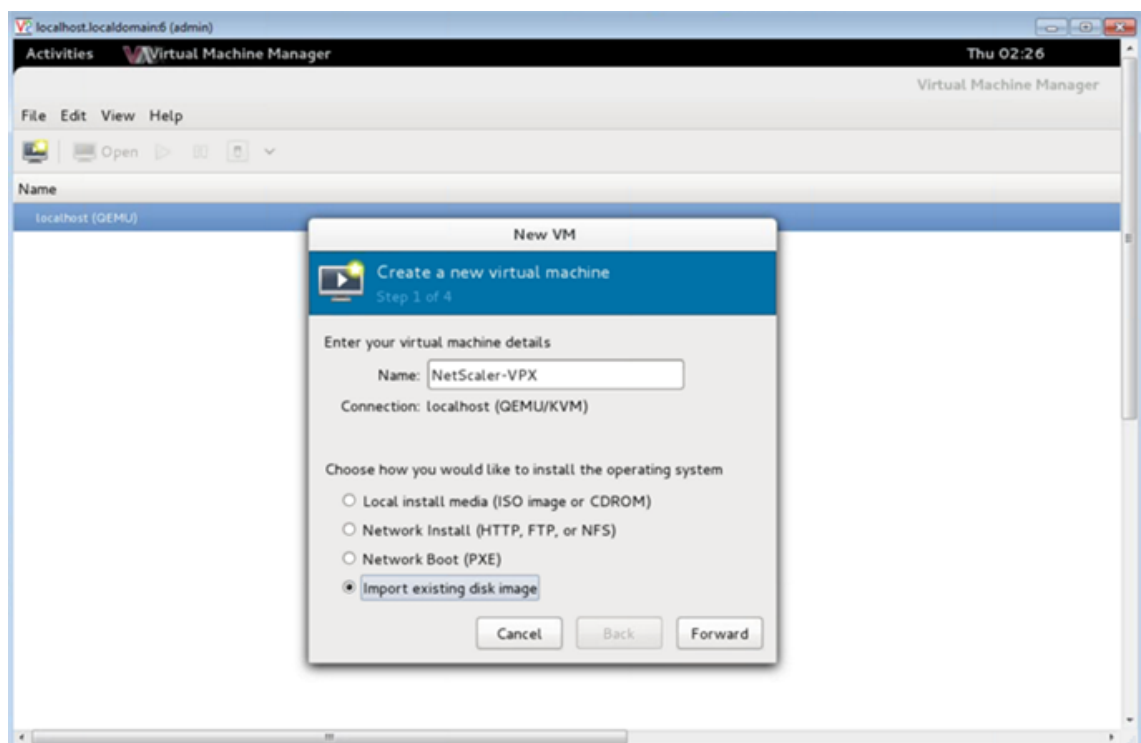 localhost.localdomain:6 (admin)
Activities Virtual Machine Manager Thu 02:26
Virtual Machine Manager
File Edit View Help
Open
Name
localhost (QEMU)
New VM
Create a new virtual machine
Step 1 of 4
Enter your virtual machine details
Name: NetScaler-VPX
Connection: localhost (QEMU/KVM)
Choose how you would like to install the operating system
Local install media (ISO image or CDROM)
Network Install (HTTP, FTP, or NFS)
Network Boot (PXE)
Import existing disk image
Cancel Back Forward